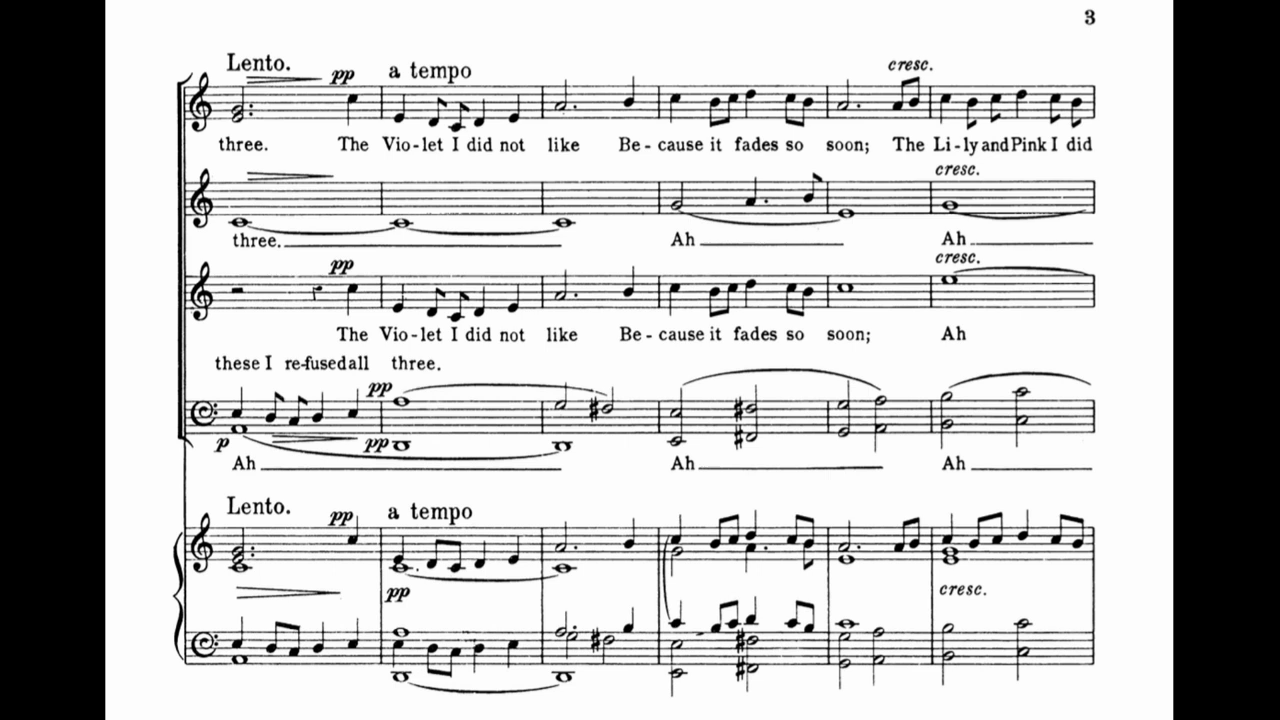 3
Lento. pp a tempo cresc.
three. The Vio-let I did not like Be-cause it fades so soon; The Li-ly and Pink I did
cresc.
three. Ah Ah
pp cresc.
The Vio-let I did not like Be-cause it fades so soon; Ah
these I re-fused all three.
pp
p pp
Ah Ah Ah
Lento. pp a tempo
pp cresc.